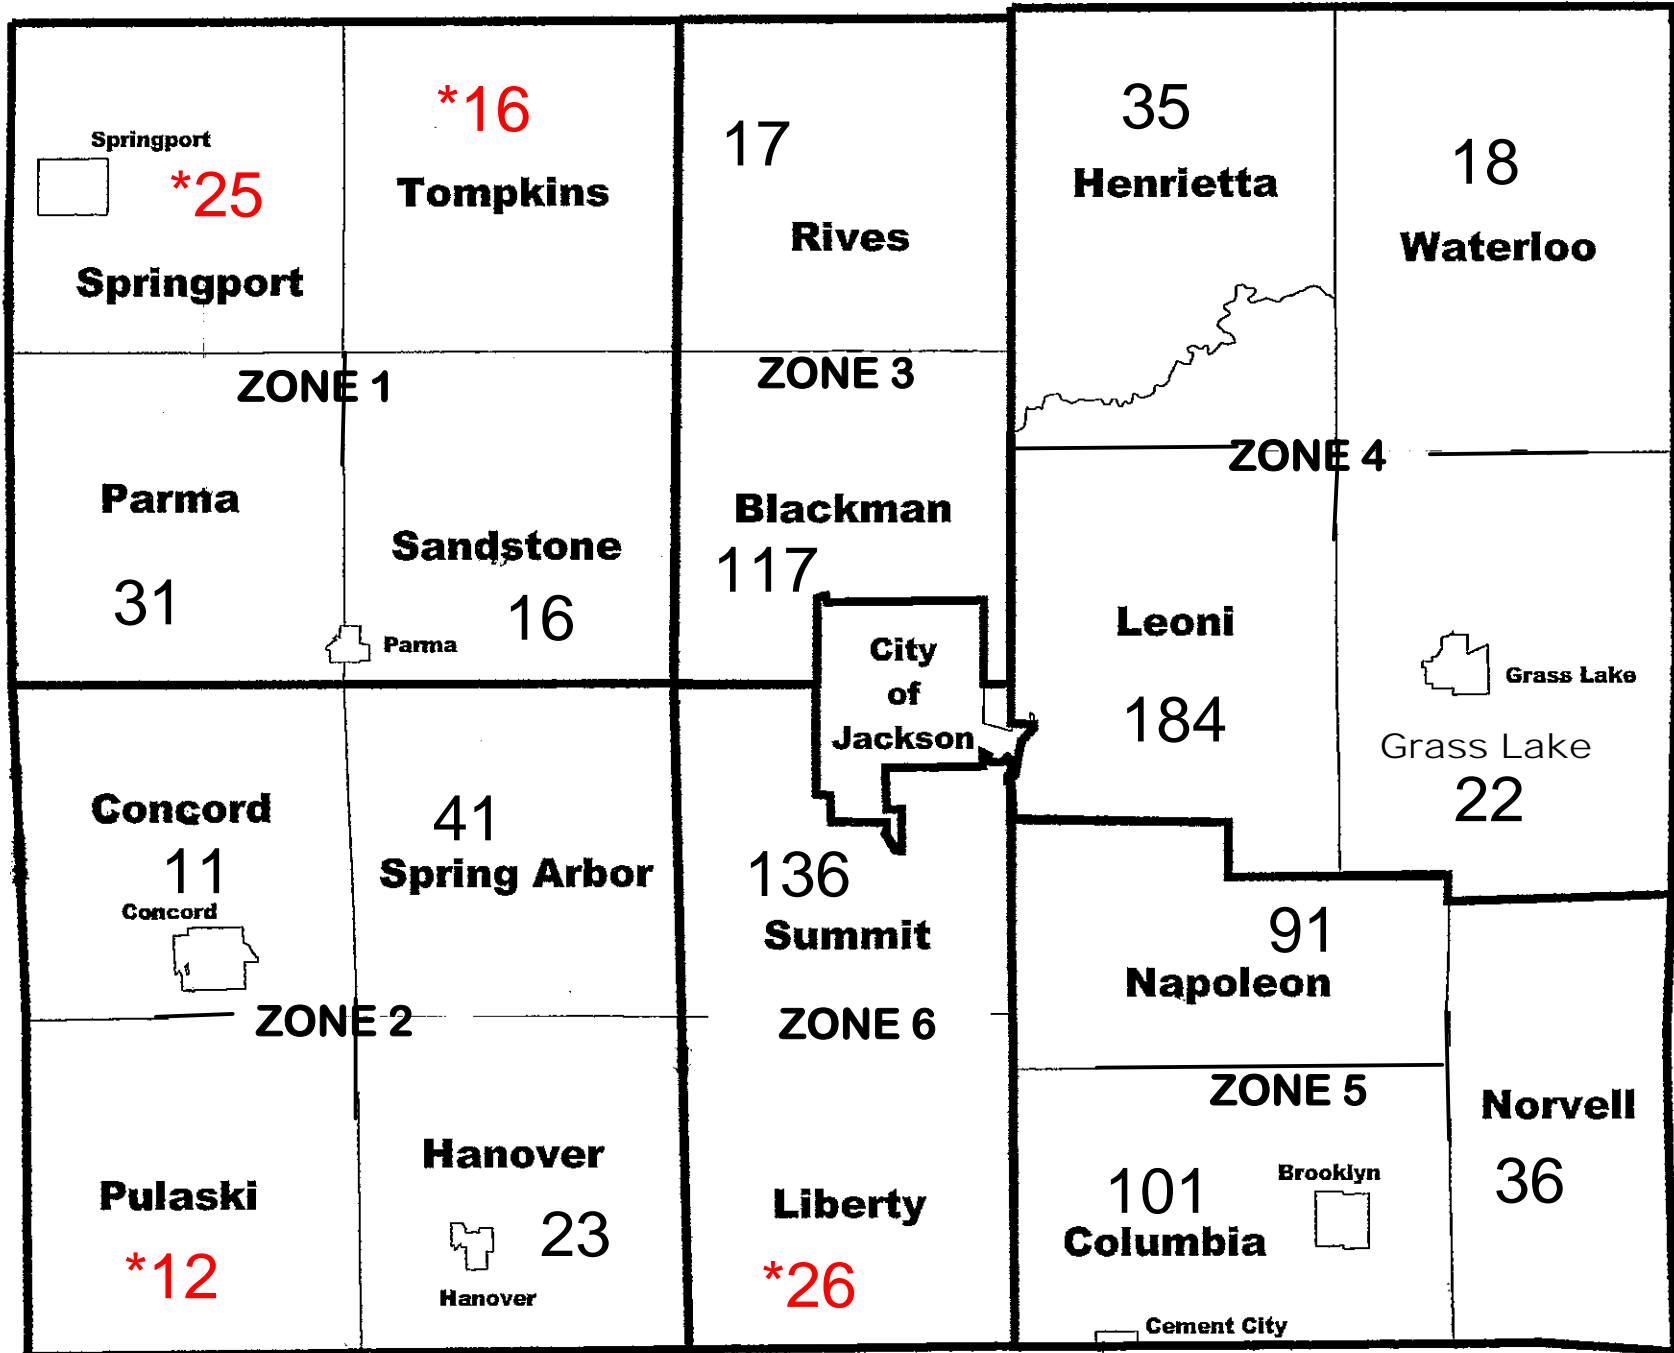 Springport
*25
Springport
*16
Tompkins
17
Rives
35
Henrietta
18
Waterloo
ZONE 1
ZONE 3
ZONE 4
Parma
31
Sandstone
16
Parma
Blackman
117
City
of
Jackson
Leoni
184
Grass Lake
Grass Lake
22
Concord
11
Concord
41
Spring Arbor
136
Summit
91
Napoleon
ZONE 2
ZONE 6
ZONE 5
Norvell
36
Pulaski
*12
Hanover
23
Hanover
Liberty
*26
101
Columbia
Brooklyn
Cement City